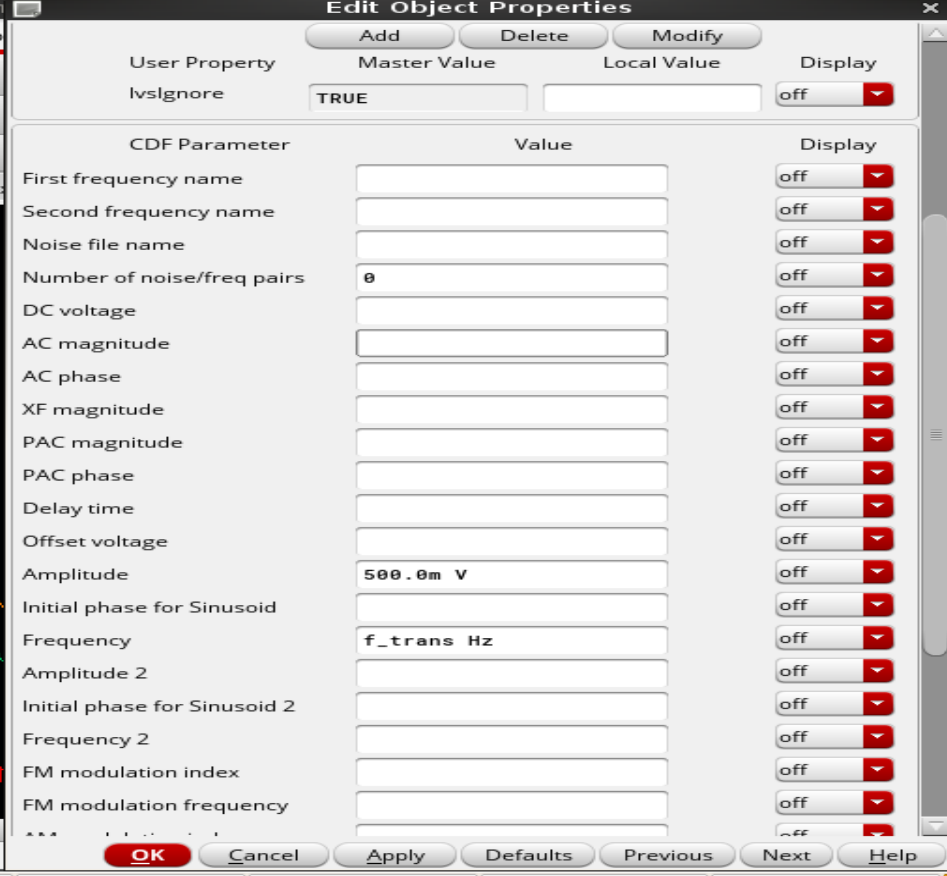 Edit Object Properties
Add Delete Modify
User Property Master Value Local Value Display
lvsIgnore TRUE off
CDF Parameter Value Display
First frequency name off
Second frequency name off
Noise file name off
Number of noise/freq pairs 0 off
DC voltage off
AC magnitude off
AC phase off
XF magnitude off
PAC magnitude off
PAC phase off
Delay time off
Offset voltage off
Amplitude 500.0m V off
Initial phase for Sinusoid off
Frequency f_trans Hz off
Amplitude 2 off
Initial phase for Sinusoid 2 off
Frequency 2 off
FM modulation index off
FM modulation frequency off
OK Cancel Apply Defaults Previous Next Help